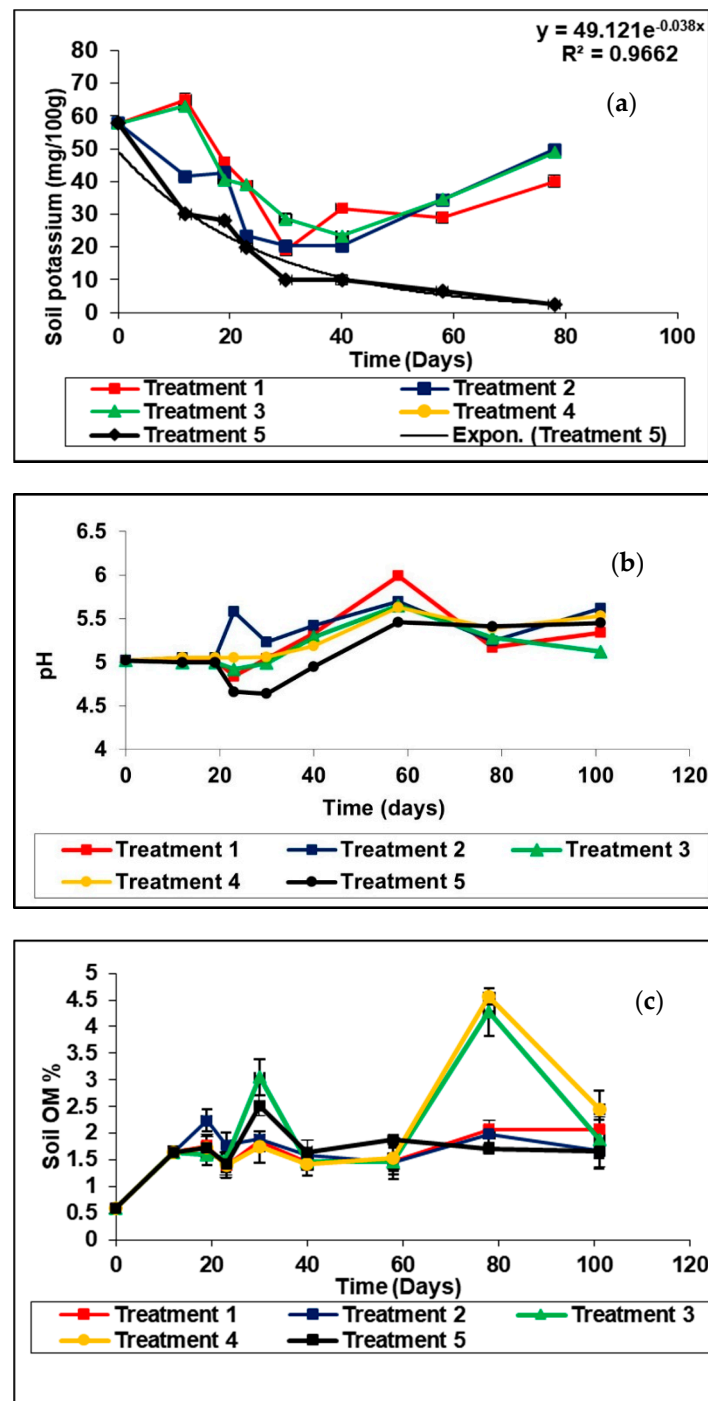 y = 49.121e-0.038x
R² = 0.9662
(a)
Soil potassium (mg/100g)
80
70
60
50
40
30
20
10
0
0 20 40 60 80 100
Time (Days)
Treatment 1 Treatment 2
Treatment 3 Treatment 4
Treatment 5 Expon. (Treatment 5)
(b)
pH
6.5
6
5.5
5
4.5
4
0 20 40 60 80 100 120
Time (days)
Treatment 1 Treatment 2 Treatment 3
Treatment 4 Treatment 5
(c)
Soil OM %
5
4.5
4
3.5
3
2.5
2
1.5
1
0.5
0
0 20 40 60 80 100 120
Time (Days)
Treatment 1 Treatment 2 Treatment 3
Treatment 4 Treatment 5